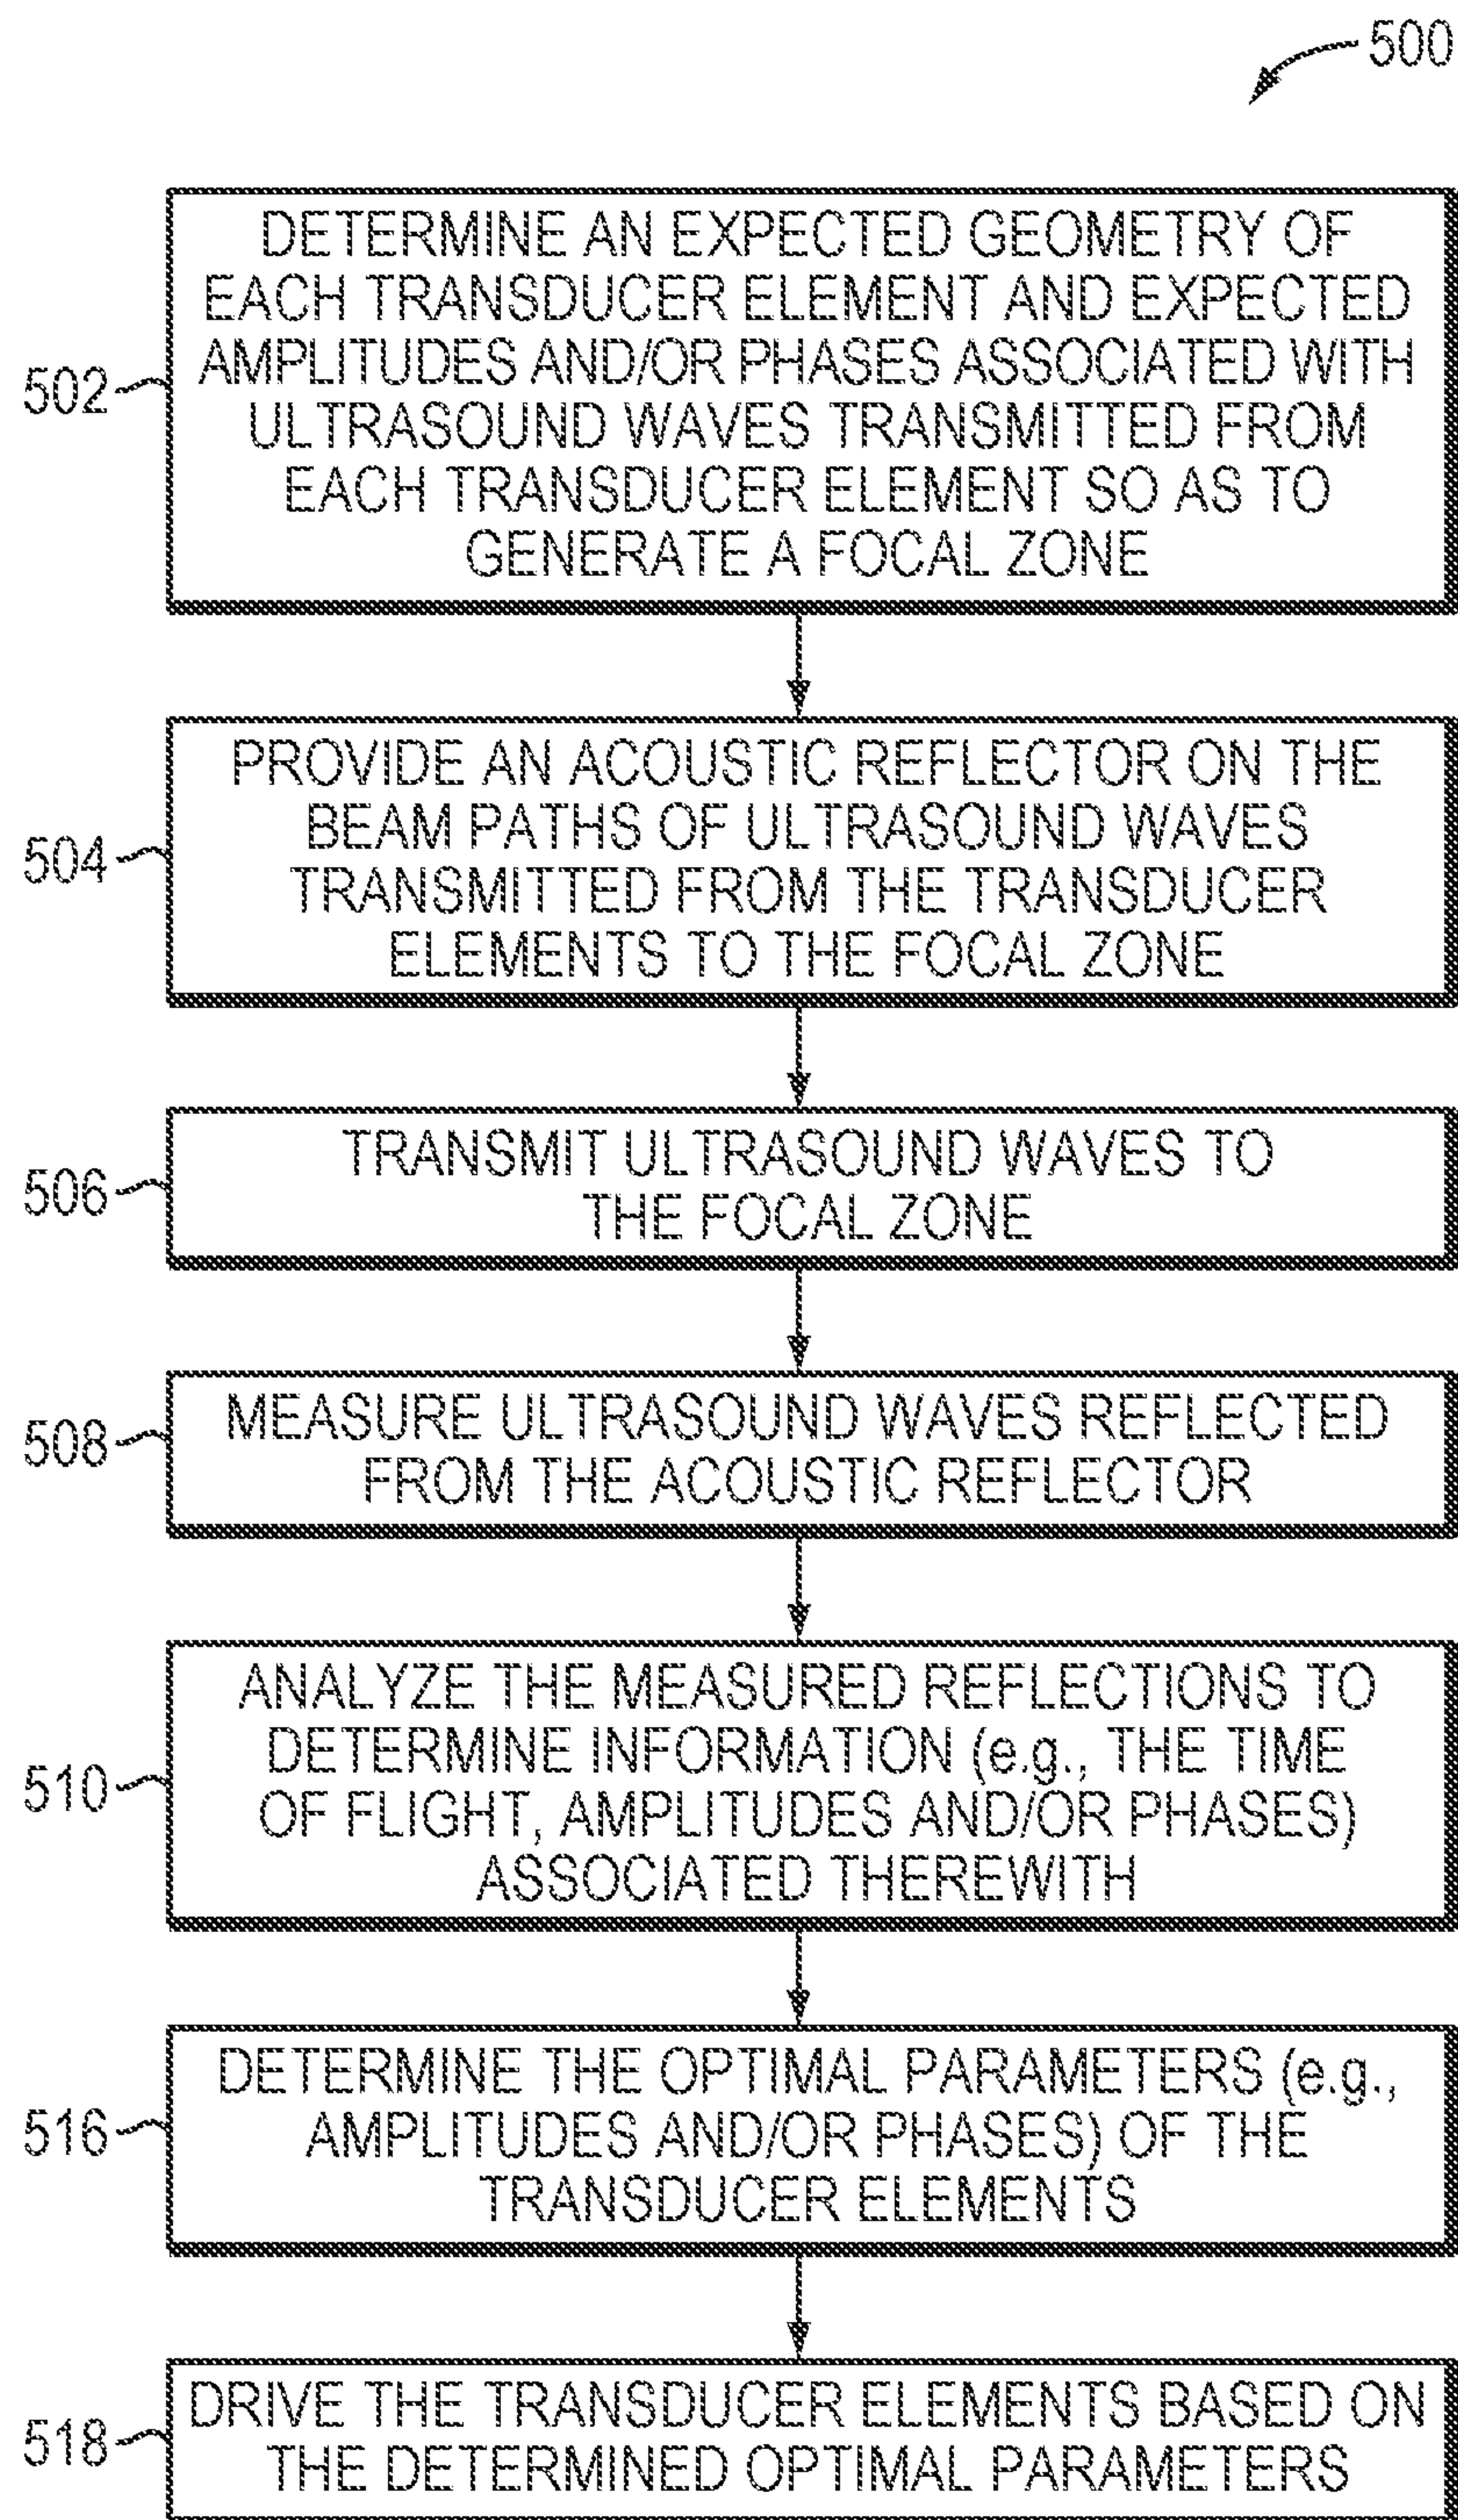 500
DETERMINE AN EXPECTED GEOMETRY OF
EACH TRANSDUCER ELEMENT AND EXPECTED
AMPLITUDES AND/OR PHASES ASSOCIATED WITH
502
ULTRASOUND WAVES TRANSMITTED FROM
EACH TRANSDUCER ELEMENT SO AS TO
GENERATE A FOCAL ZONE
PROVIDE AN ACOUSTIC REFLECTOR ON THE
BEAM PATHS OF ULTRASOUND WAVES
504
TRANSMITTED FROM THE TRANSDUCER
ELEMENTS TO THE FOCAL ZONE
506
TRANSMIT ULTRASOUND WAVES TO
THE FOCAL ZONE
508
MEASURE ULTRASOUND WAVES REFLECTED
FROM THE ACOUSTIC REFLECTOR
ANALYZE THE MEASURED REFLECTIONS TO
DETERMINE INFORMATION (e.g., THE TIME
510
OF FLIGHT, AMPLITUDES AND/OR PHASES)
ASSOCIATED THEREWITH
DETERMINE THE OPTIMAL PARAMETERS (e.g.,
516
AMPLITUDES AND/OR PHASES) OF THE
TRANSDUCER ELEMENTS
518
DRIVE THE TRANSDUCER ELEMENTS BASED ON
THE DETERMINED OPTIMAL PARAMETERS